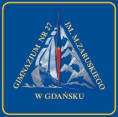 GIMNAZJUM NR 27
IM. M. ZARUSKIEGO
W GDAŃSKU